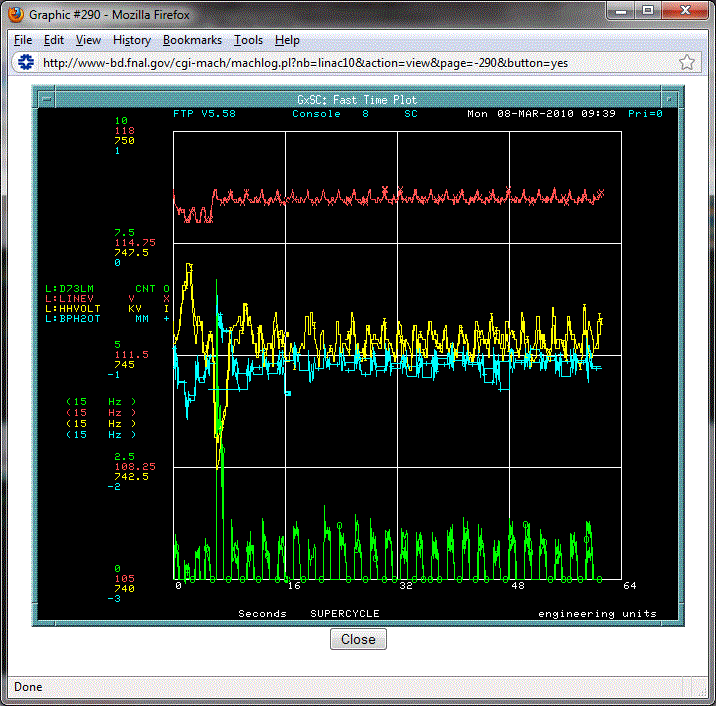 Graphic #290 - Mozilla Firefox
File Edit View History Bookmarks Tools Help
http://www-bd.fnal.gov/cgi-mach/machlog.pl?nb=linac10&action=view&page=-290&button=yes
GxSC: Fast Time Plot
FTP V5.58 Console 8 SC Mon 08-MAR-2010 09:39 Pri=0
10
118
750
1
7.5
114.75
747.5
0
L:D73LM CNT O
L:LINEV V X
L:HHVOLT KV I
L:BPH2OT MM +
5
111.5
745
-1
(15 Hz )
(15 Hz )
(15 Hz )
(15 Hz )
2.5
108.25
742.5
-2
0
105
740
-3
0 16 32 48 64
Seconds SUPERCYCLE engineering units
Close
Done